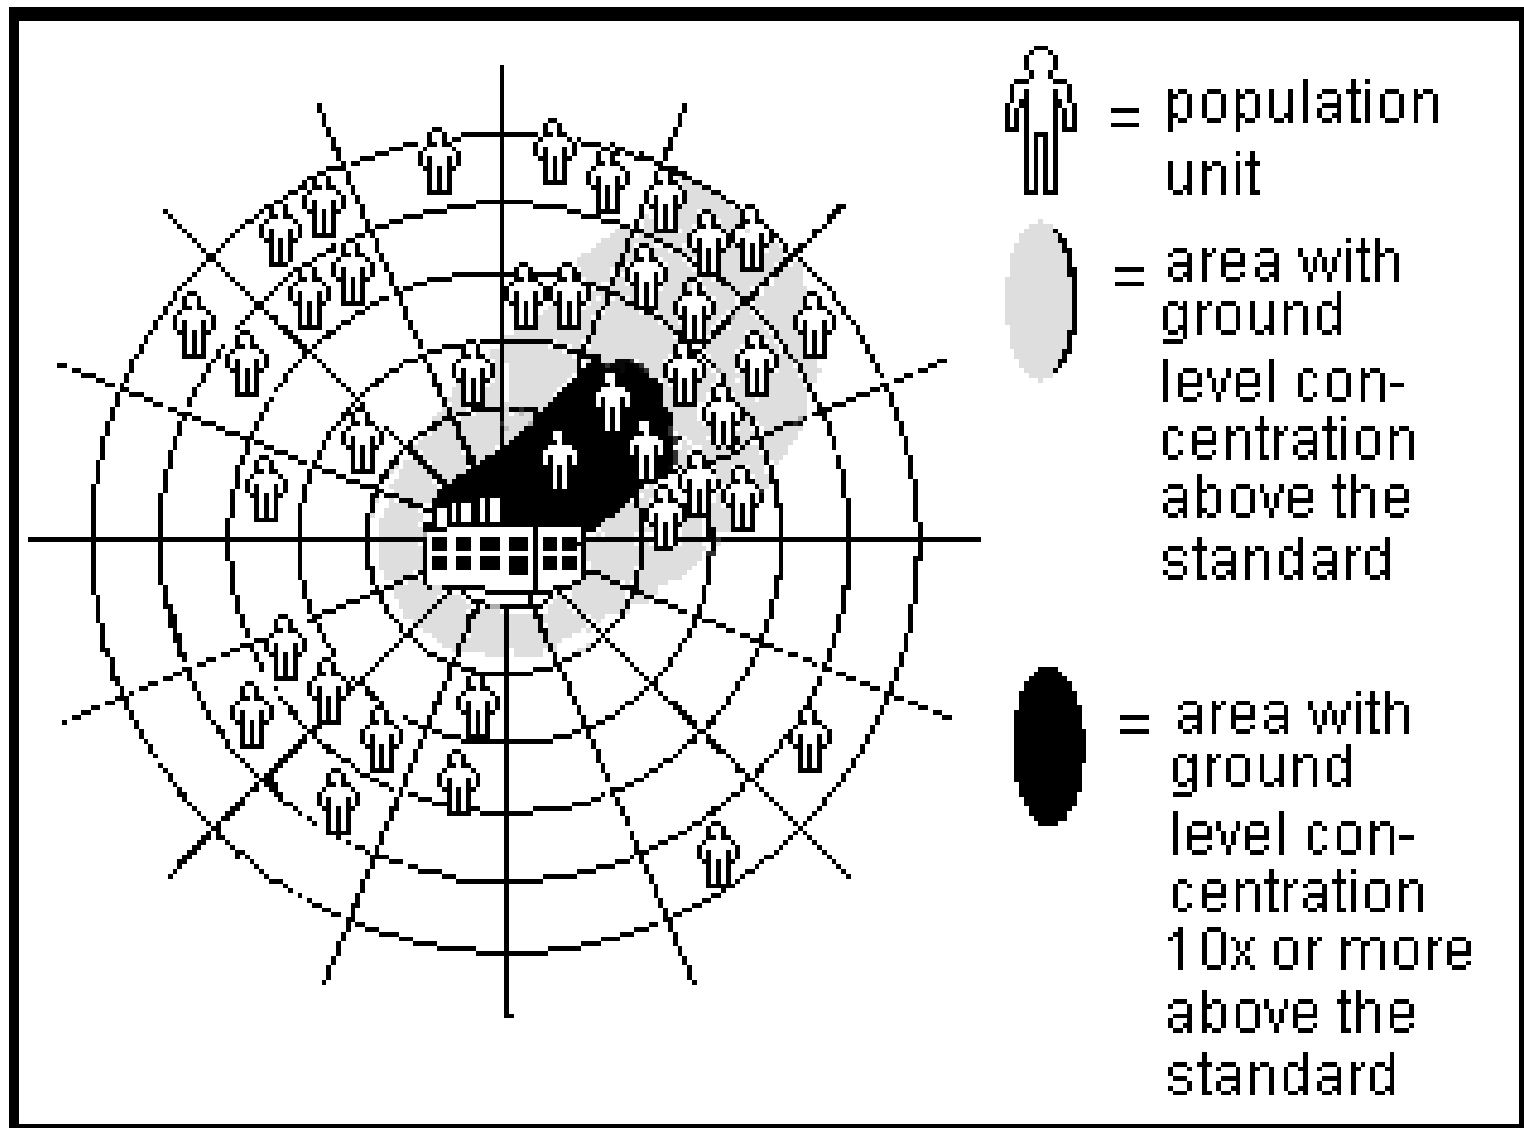 = population
unit
= area with
ground
level con-
centration
above the
standard
= area with
ground
level con-
centration
10x or more
above the
standard